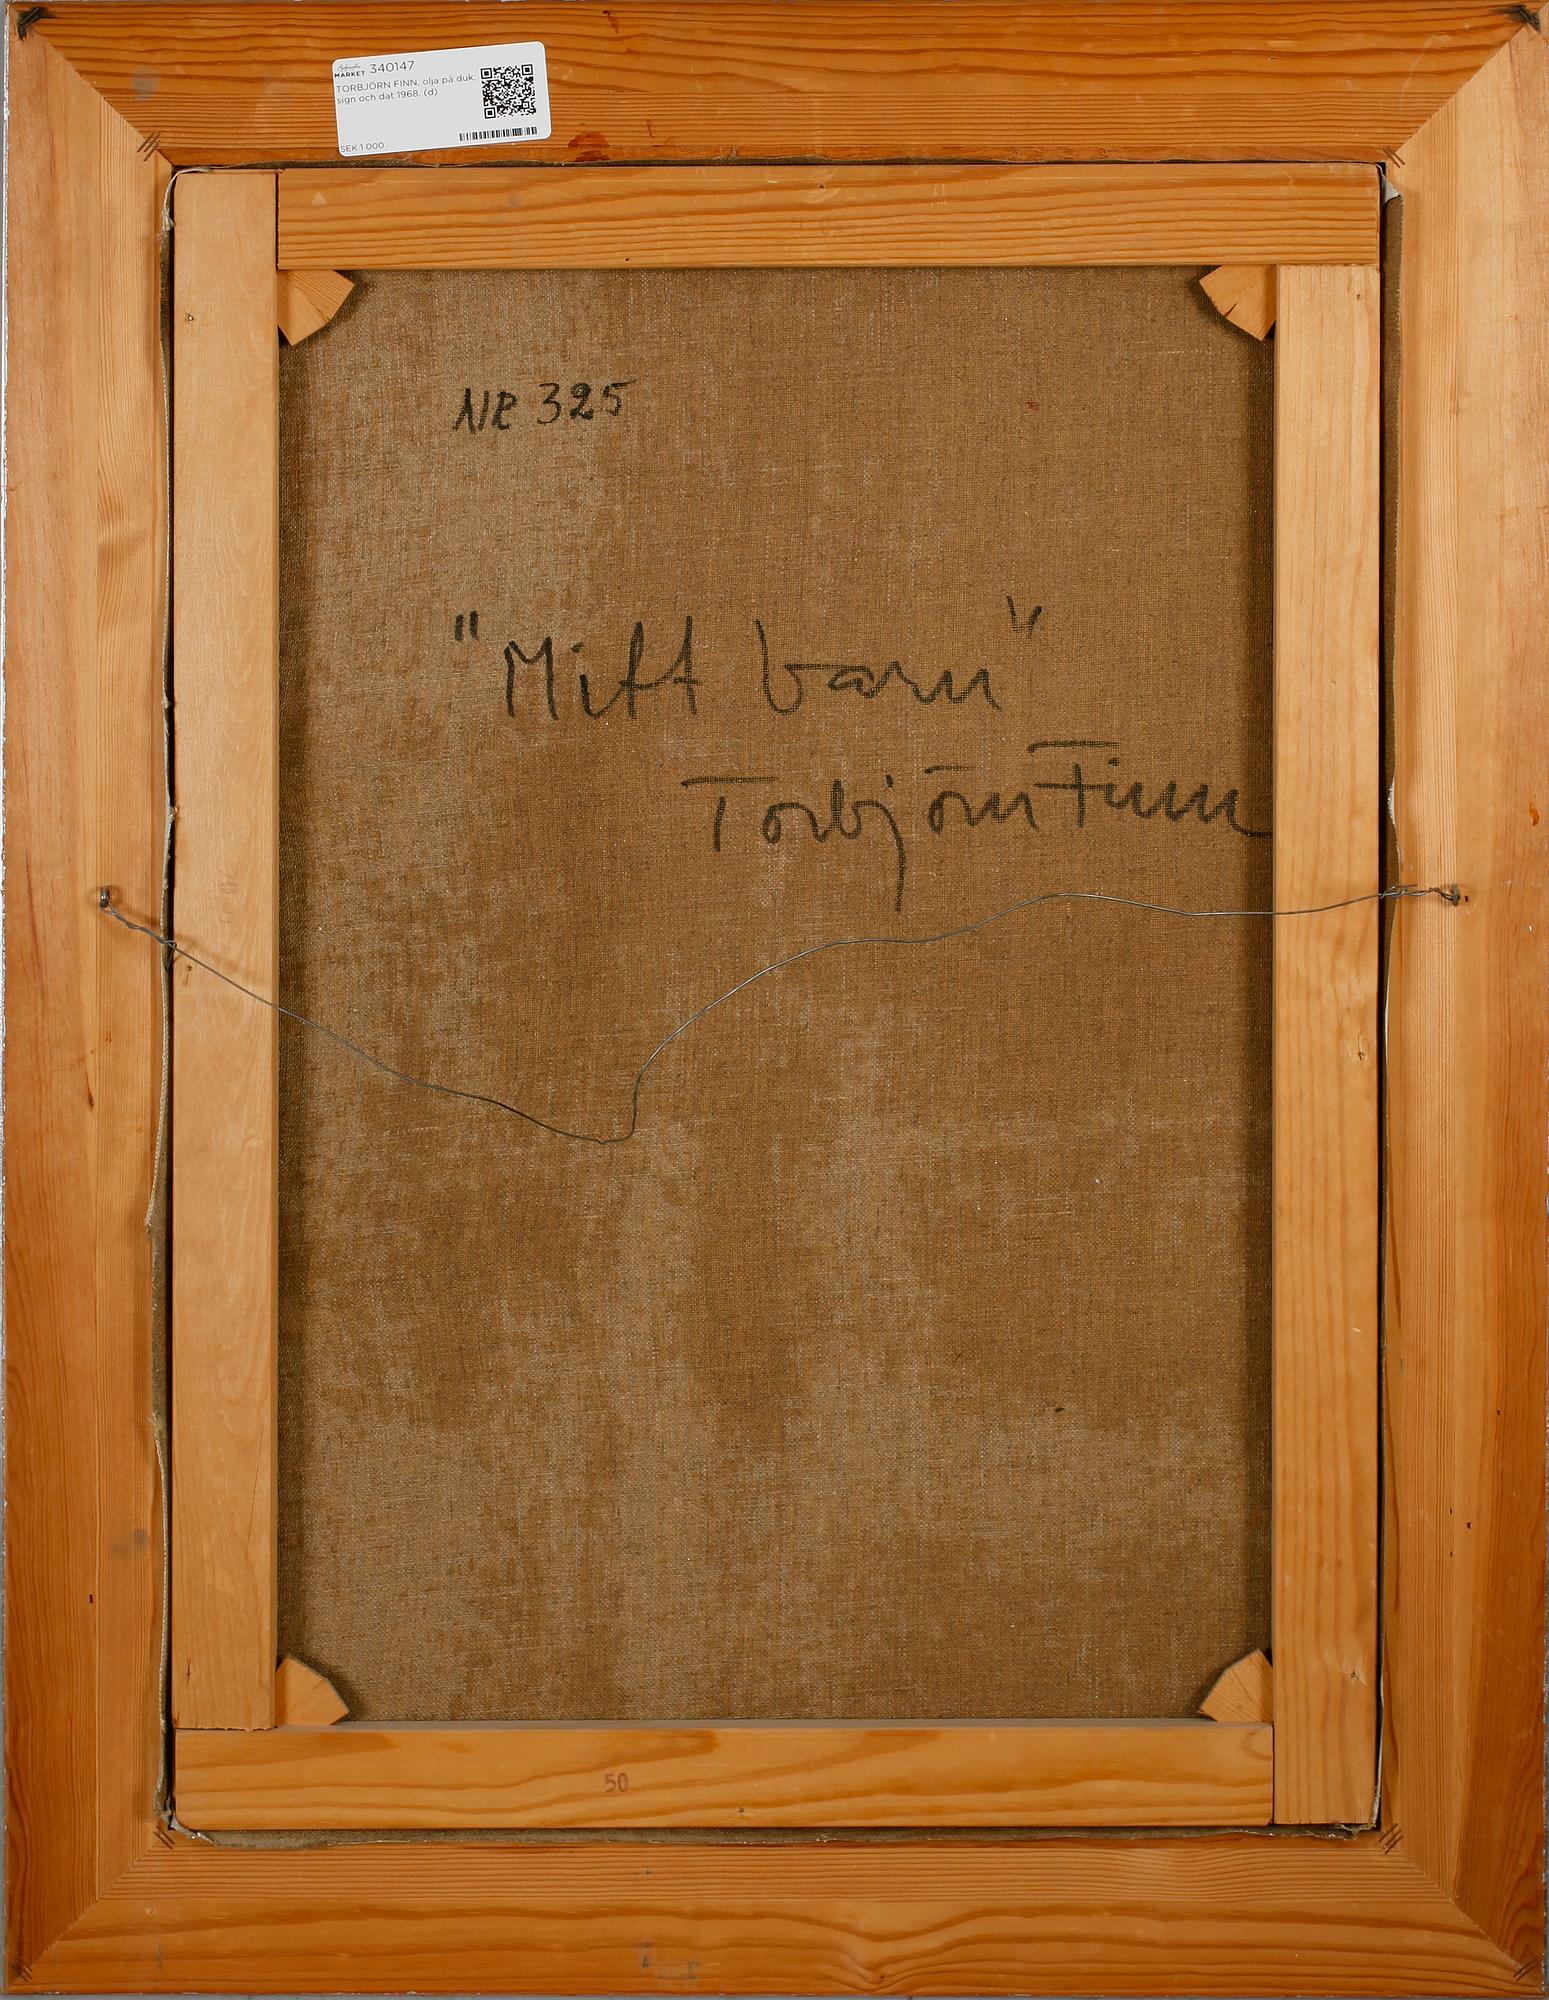 MARKET 340147
TORBJÖRN FINN, olja på duk,
sign och dat 1968. (d)
SEK 1 000
NR 325
"Mitt barn"
Torbjörn Finn
50